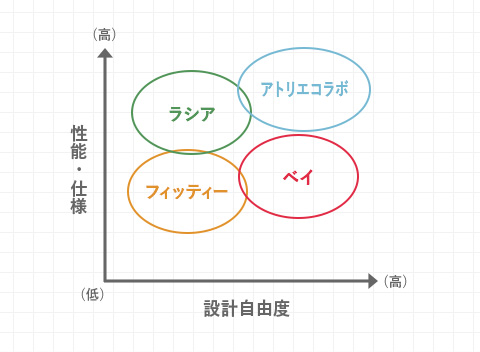 （高）
アトリエコラボ
ラシア
性能・仕様
ベイ
フィッティー
（低）
（高）
設計自由度